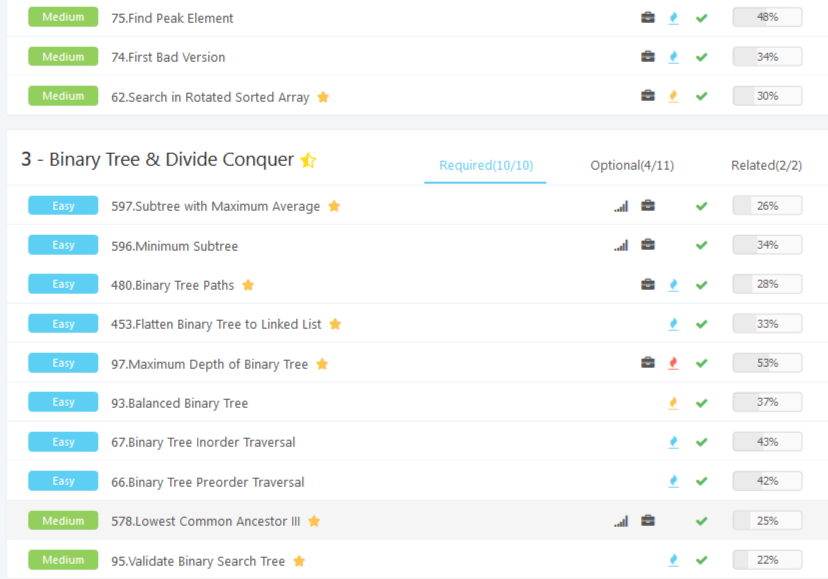 Medium 75.Find Peak Element 48%
Medium 74.First Bad Version 34%
Medium 62.Search in Rotated Sorted Array 30%
3 - Binary Tree & Divide Conquer Required(10/10) Optional(4/11) Related(2/2)
Easy 597.Subtree with Maximum Average 26%
Easy 596.Minimum Subtree 34%
Easy 480.Binary Tree Paths 28%
Easy 453.Flatten Binary Tree to Linked List 33%
Easy 97.Maximum Depth of Binary Tree 53%
Easy 93.Balanced Binary Tree 37%
Easy 67.Binary Tree Inorder Traversal 43%
Easy 66.Binary Tree Preorder Traversal 42%
Medium 578.Lowest Common Ancestor III 25%
Medium 95.Validate Binary Search Tree 22%